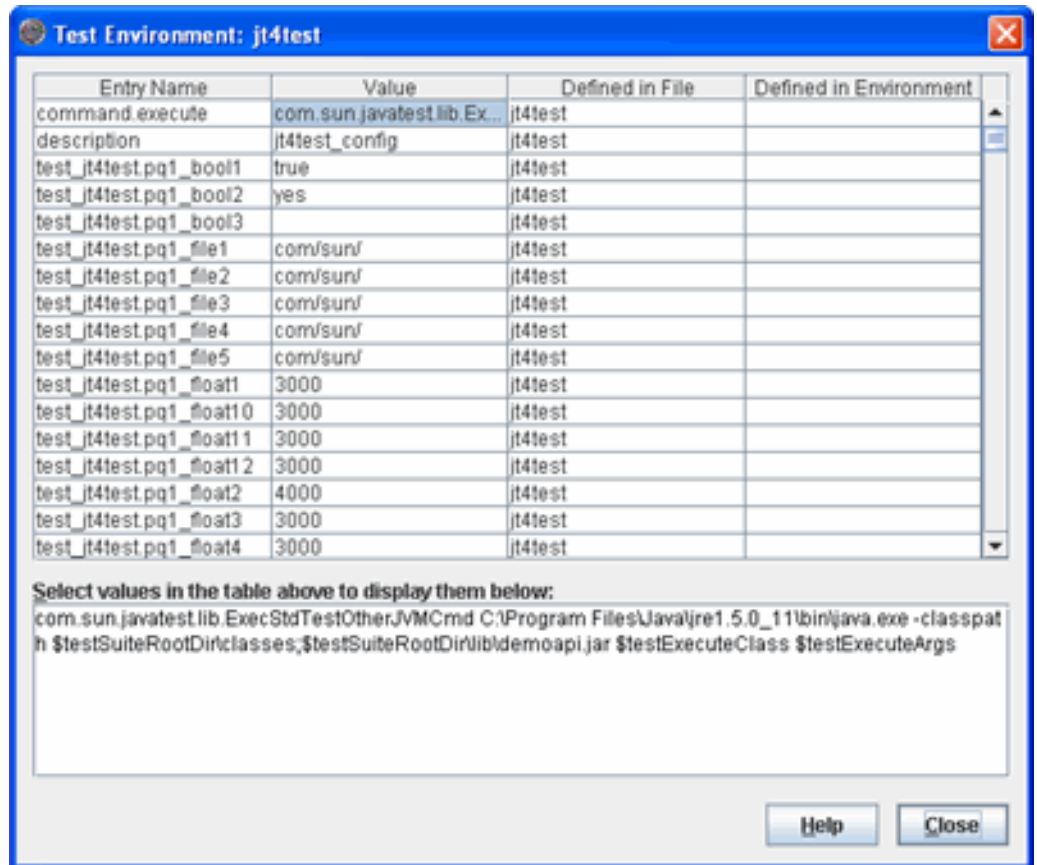 Test Environment: jt4test
Entry Name Value Defined in File Defined in Environment
command.execute com.sun.javatest.lib.Ex... jt4test
description jt4test_config jt4test
test_jt4test.pq1_bool1 true jt4test
test_jt4test.pq1_bool2 yes jt4test
test_jt4test.pq1_bool3 jt4test
test_jt4test.pq1_file1 com/sun/ jt4test
test_jt4test.pq1_file2 com/sun/ jt4test
test_jt4test.pq1_file3 com/sun/ jt4test
test_jt4test.pq1_file4 com/sun/ jt4test
test_jt4test.pq1_file5 com/sun/ jt4test
test_jt4test.pq1_float1 3000 jt4test
test_jt4test.pq1_float10 3000 jt4test
test_jt4test.pq1_float11 3000 jt4test
test_jt4test.pq1_float12 3000 jt4test
test_jt4test.pq1_float2 4000 jt4test
test_jt4test.pq1_float3 3000 jt4test
test_jt4test.pq1_float4 3000 jt4test
Select values in the table above to display them below:
com.sun.javatest.lib.ExecStdTestOtherJVMCmd C:\Program Files\Java\jre1.5.0_11\bin\java.exe -classpat
h $testSuiteRootDir\classes;$testSuiteRootDir\lib\demoapi.jar $testExecuteClass $testExecuteArgs
Help Close